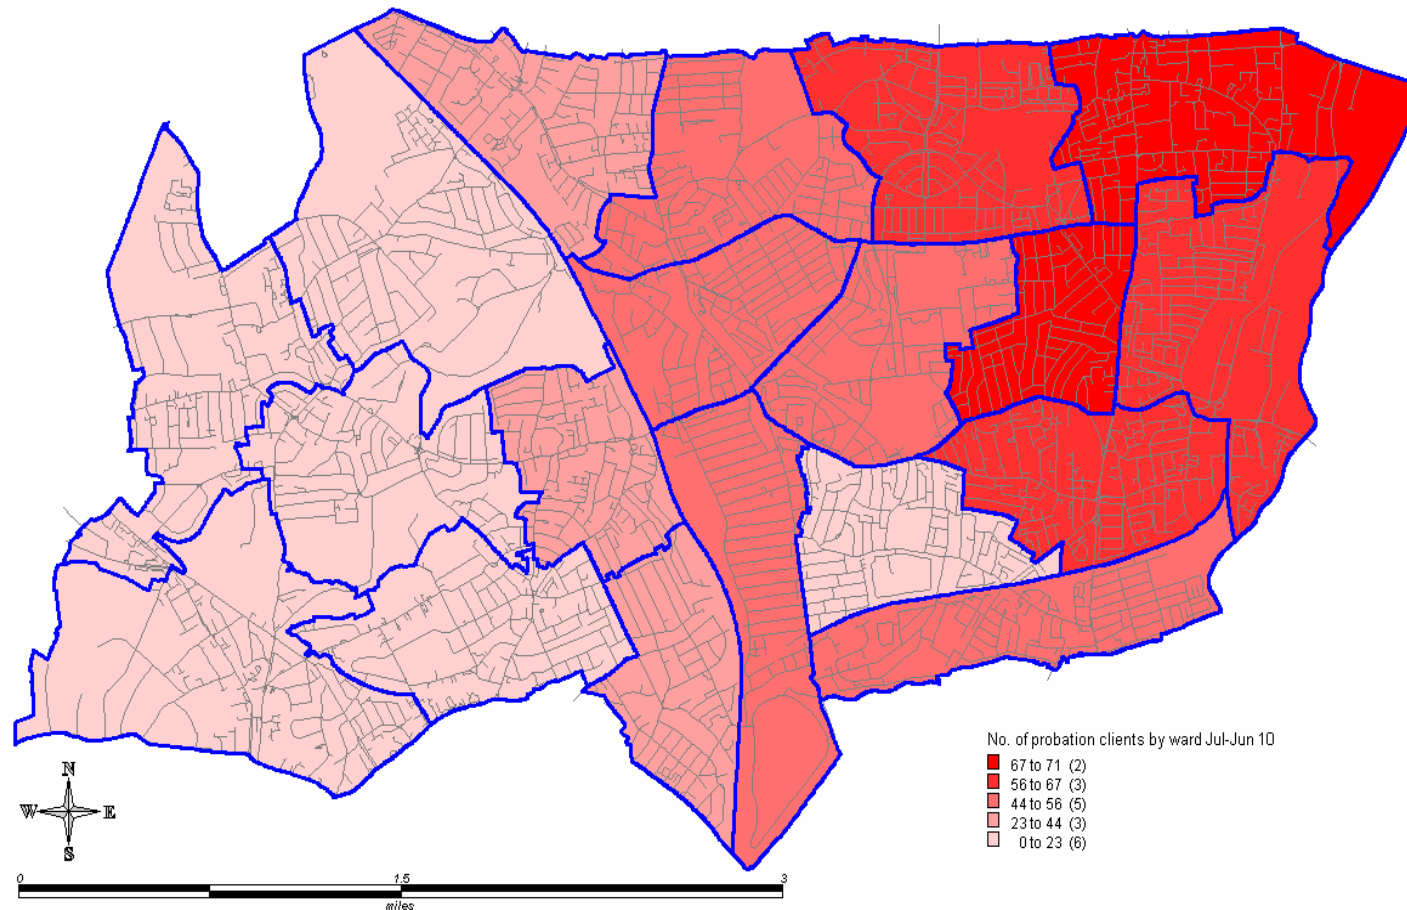 No. of probation clients by ward Jul-Jun 10
67 to 71 (2)
56 to 67 (3)
44 to 56 (5)
23 to 44 (3)
0 to 23 (6)
N
W E
S
0 1.5 3
miles